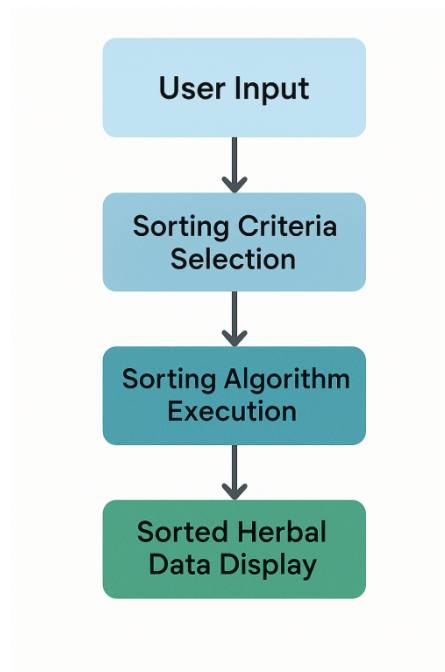 User Input
Sorting Criteria
Selection
Sorting Algorithm
Execution
Sorted Herbal
Data Display